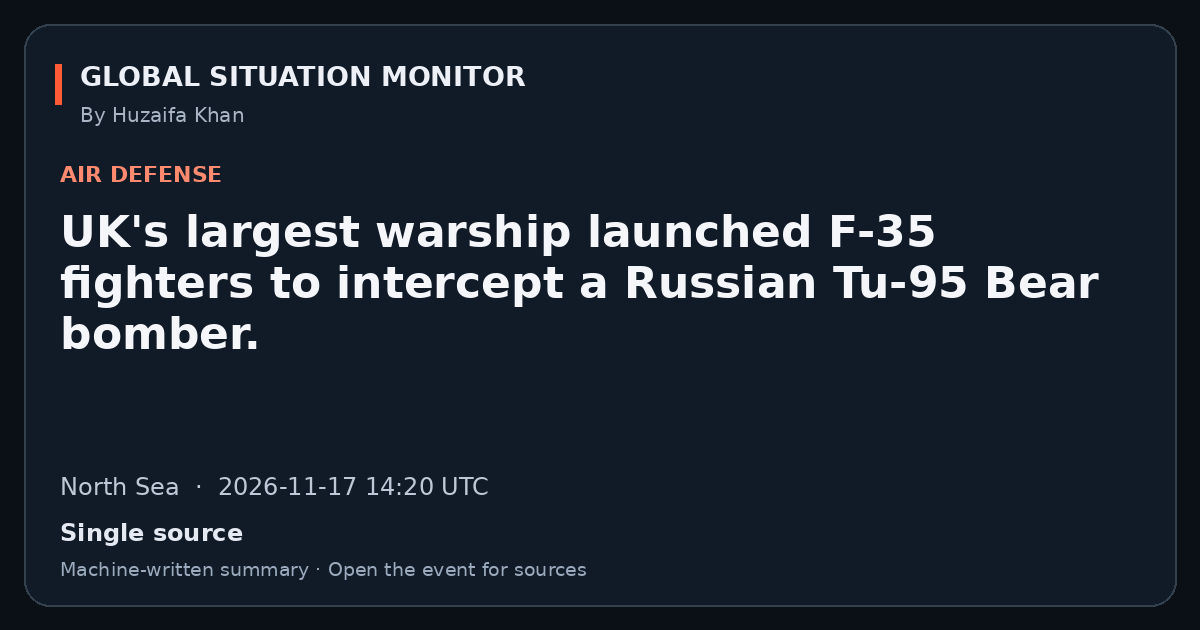 GLOBAL SITUATION MONITOR
By Huzaifa Khan
AIR DEFENSE
UK's largest warship launched F-35
fighters to intercept a Russian Tu-95 Bear
bomber.
North Sea · 2026-11-17 14:20 UTC
Single source
Machine-written summary · Open the event for sources